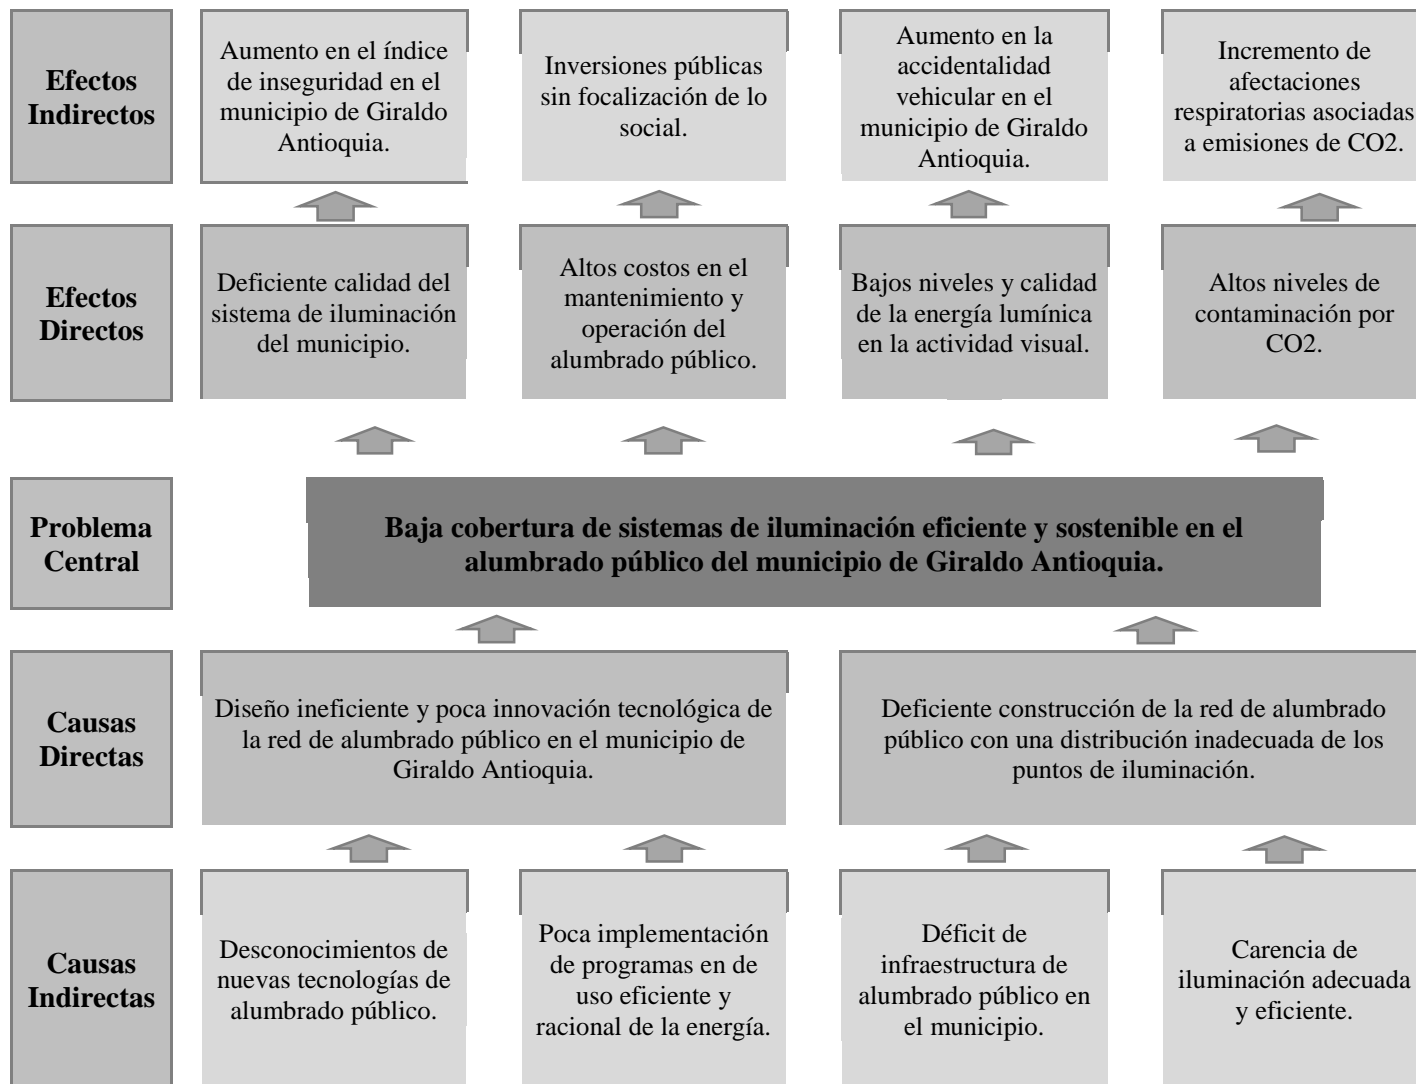 Efectos
Indirectos
Aumento en el índice
de inseguridad en el
municipio de Giraldo
Antioquia.
Inversiones públicas
sin focalización de lo
social.
Aumento en la
accidentalidad
vehicular en el
municipio de Giraldo
Antioquia.
Incremento de
afectaciones
respiratorias asociadas
a emisiones de CO2.
Efectos
Directos
Deficiente calidad del
sistema de iluminación
del municipio.
Altos costos en el
mantenimiento y
operación del
alumbrado público.
Bajos niveles y calidad
de la energía lumínica
en la actividad visual.
Altos niveles de
contaminación por
CO2.
Problema
Central
Baja cobertura de sistemas de iluminación eficiente y sostenible en el
alumbrado público del municipio de Giraldo Antioquia.
Causas
Directas
Diseño ineficiente y poca innovación tecnológica de
la red de alumbrado público en el municipio de
Giraldo Antioquia.
Deficiente construcción de la red de alumbrado
público con una distribución inadecuada de los
puntos de iluminación.
Causas
Indirectas
Desconocimientos de
nuevas tecnologías de
alumbrado público.
Poca implementación
de programas en de
uso eficiente y
racional de la energía.
Déficit de
infraestructura de
alumbrado público en
el municipio.
Carencia de
iluminación adecuada
y eficiente.